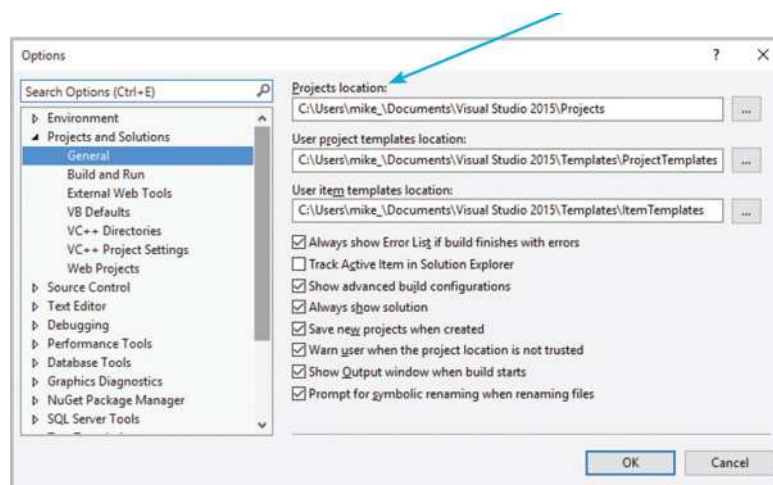 Options
?
X
Search Options (Ctrl+E)
Environment
Projects and Solutions
General
Build and Run
External Web Tools
VB Defaults
VC++ Directories
VC++ Project Settings
Web Projects
Source Control
Text Editor
Debugging
Performance Tools
Database Tools
Graphics Diagnostics
NuGet Package Manager
SQL Server Tools
Projects location:
C:\Users\mike_\Documents\Visual Studio 2015\Projects
...
User project templates location:
C:\Users\mike_\Documents\Visual Studio 2015\Templates\ProjectTemplates
...
User item templates location:
C:\Users\mike_\Documents\Visual Studio 2015\Templates\ItemTemplates
...
Always show Error List if build finishes with errors
Track Active Item in Solution Explorer
Show advanced build configurations
Always show solution
Save new projects when created
Warn user when the project location is not trusted
Show Output window when build starts
Prompt for symbolic renaming when renaming files
OK
Cancel